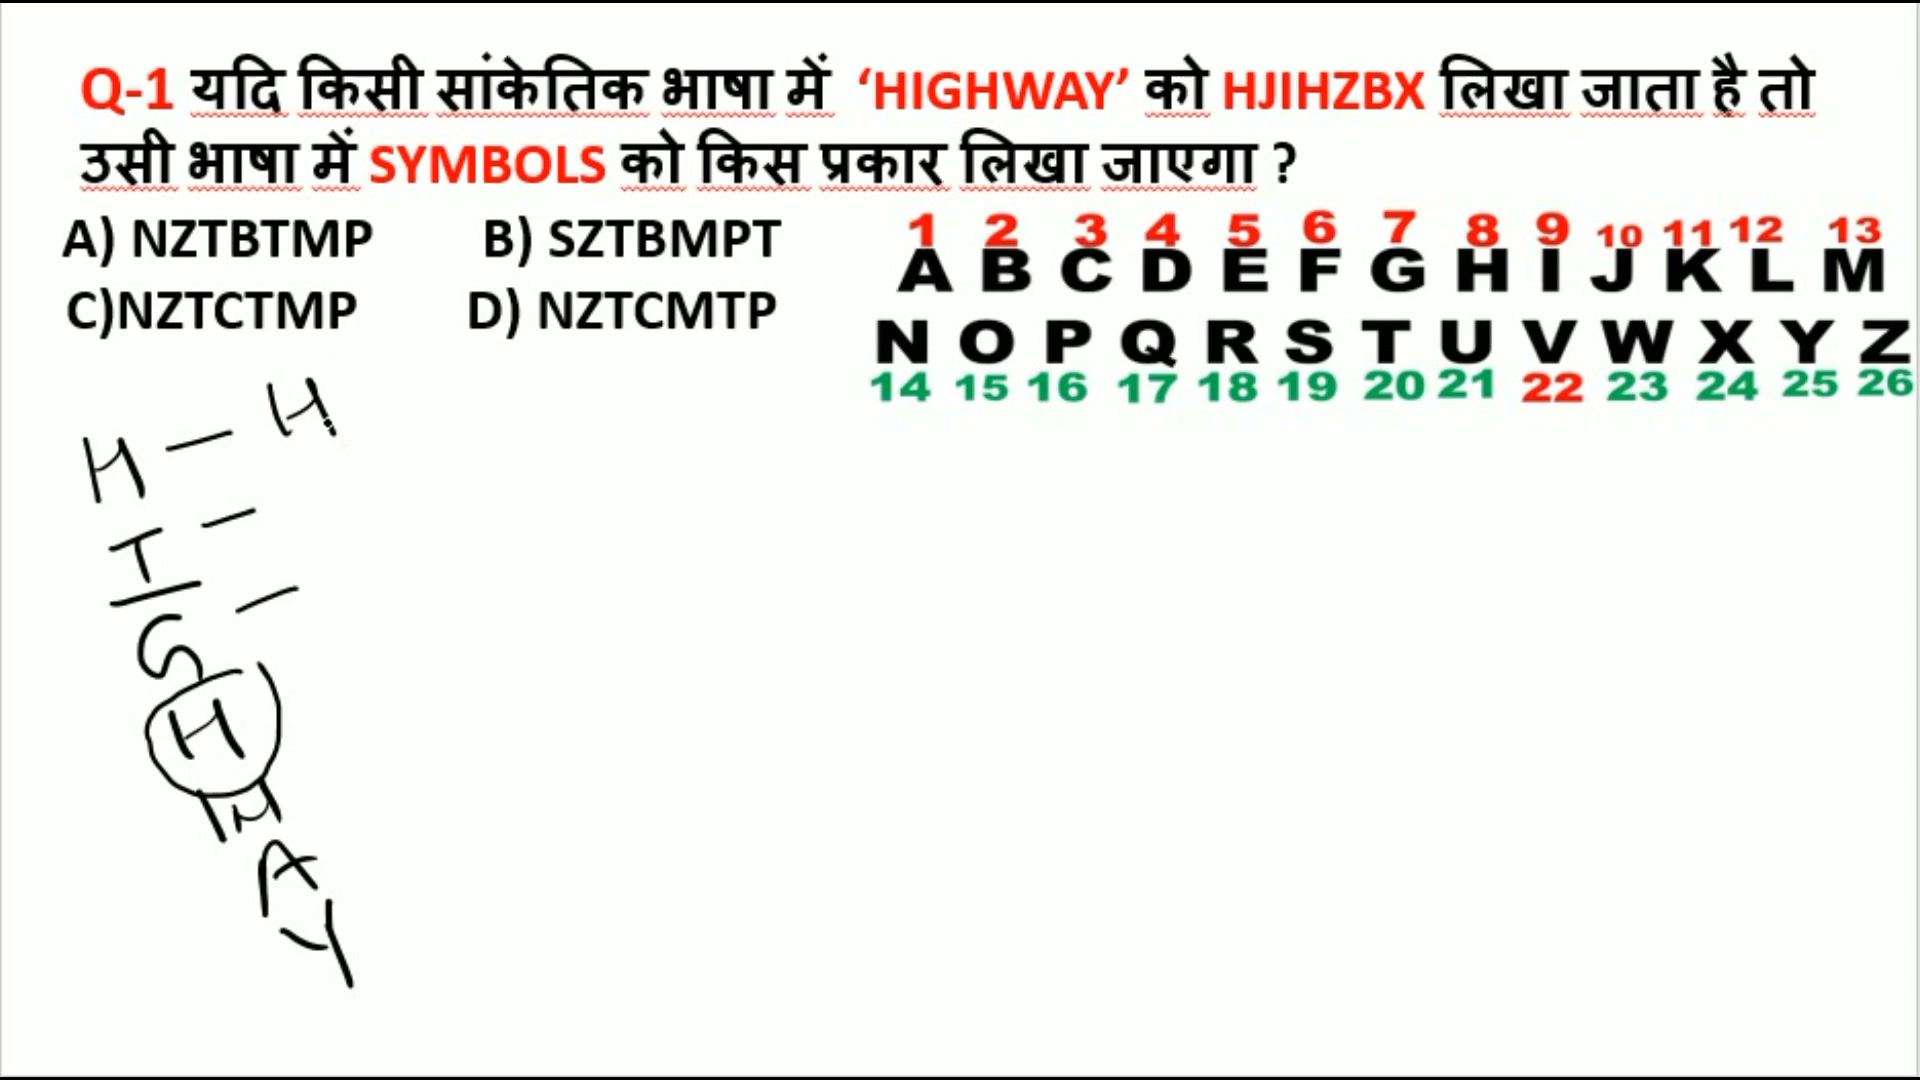 Q-1 यदि किसी सांकेतिक भाषा में ‘HIGHWAY’ को HJIHZBX लिखा जाता है तो
उसी भाषा में SYMBOLS को किस प्रकार लिखा जाएगा ?
A) NZTBTMP B) SZTBMPT
C)NZTCTMP D) NZTCMTP
1 2 3 4 5 6 7 8 9 10 11 12 13
A B C D E F G H I J K L M
N O P Q R S T U V W X Y Z
14 15 16 17 18 19 20 21 22 23 24 25 26
H – H
I –
G –
H
W
A
Y